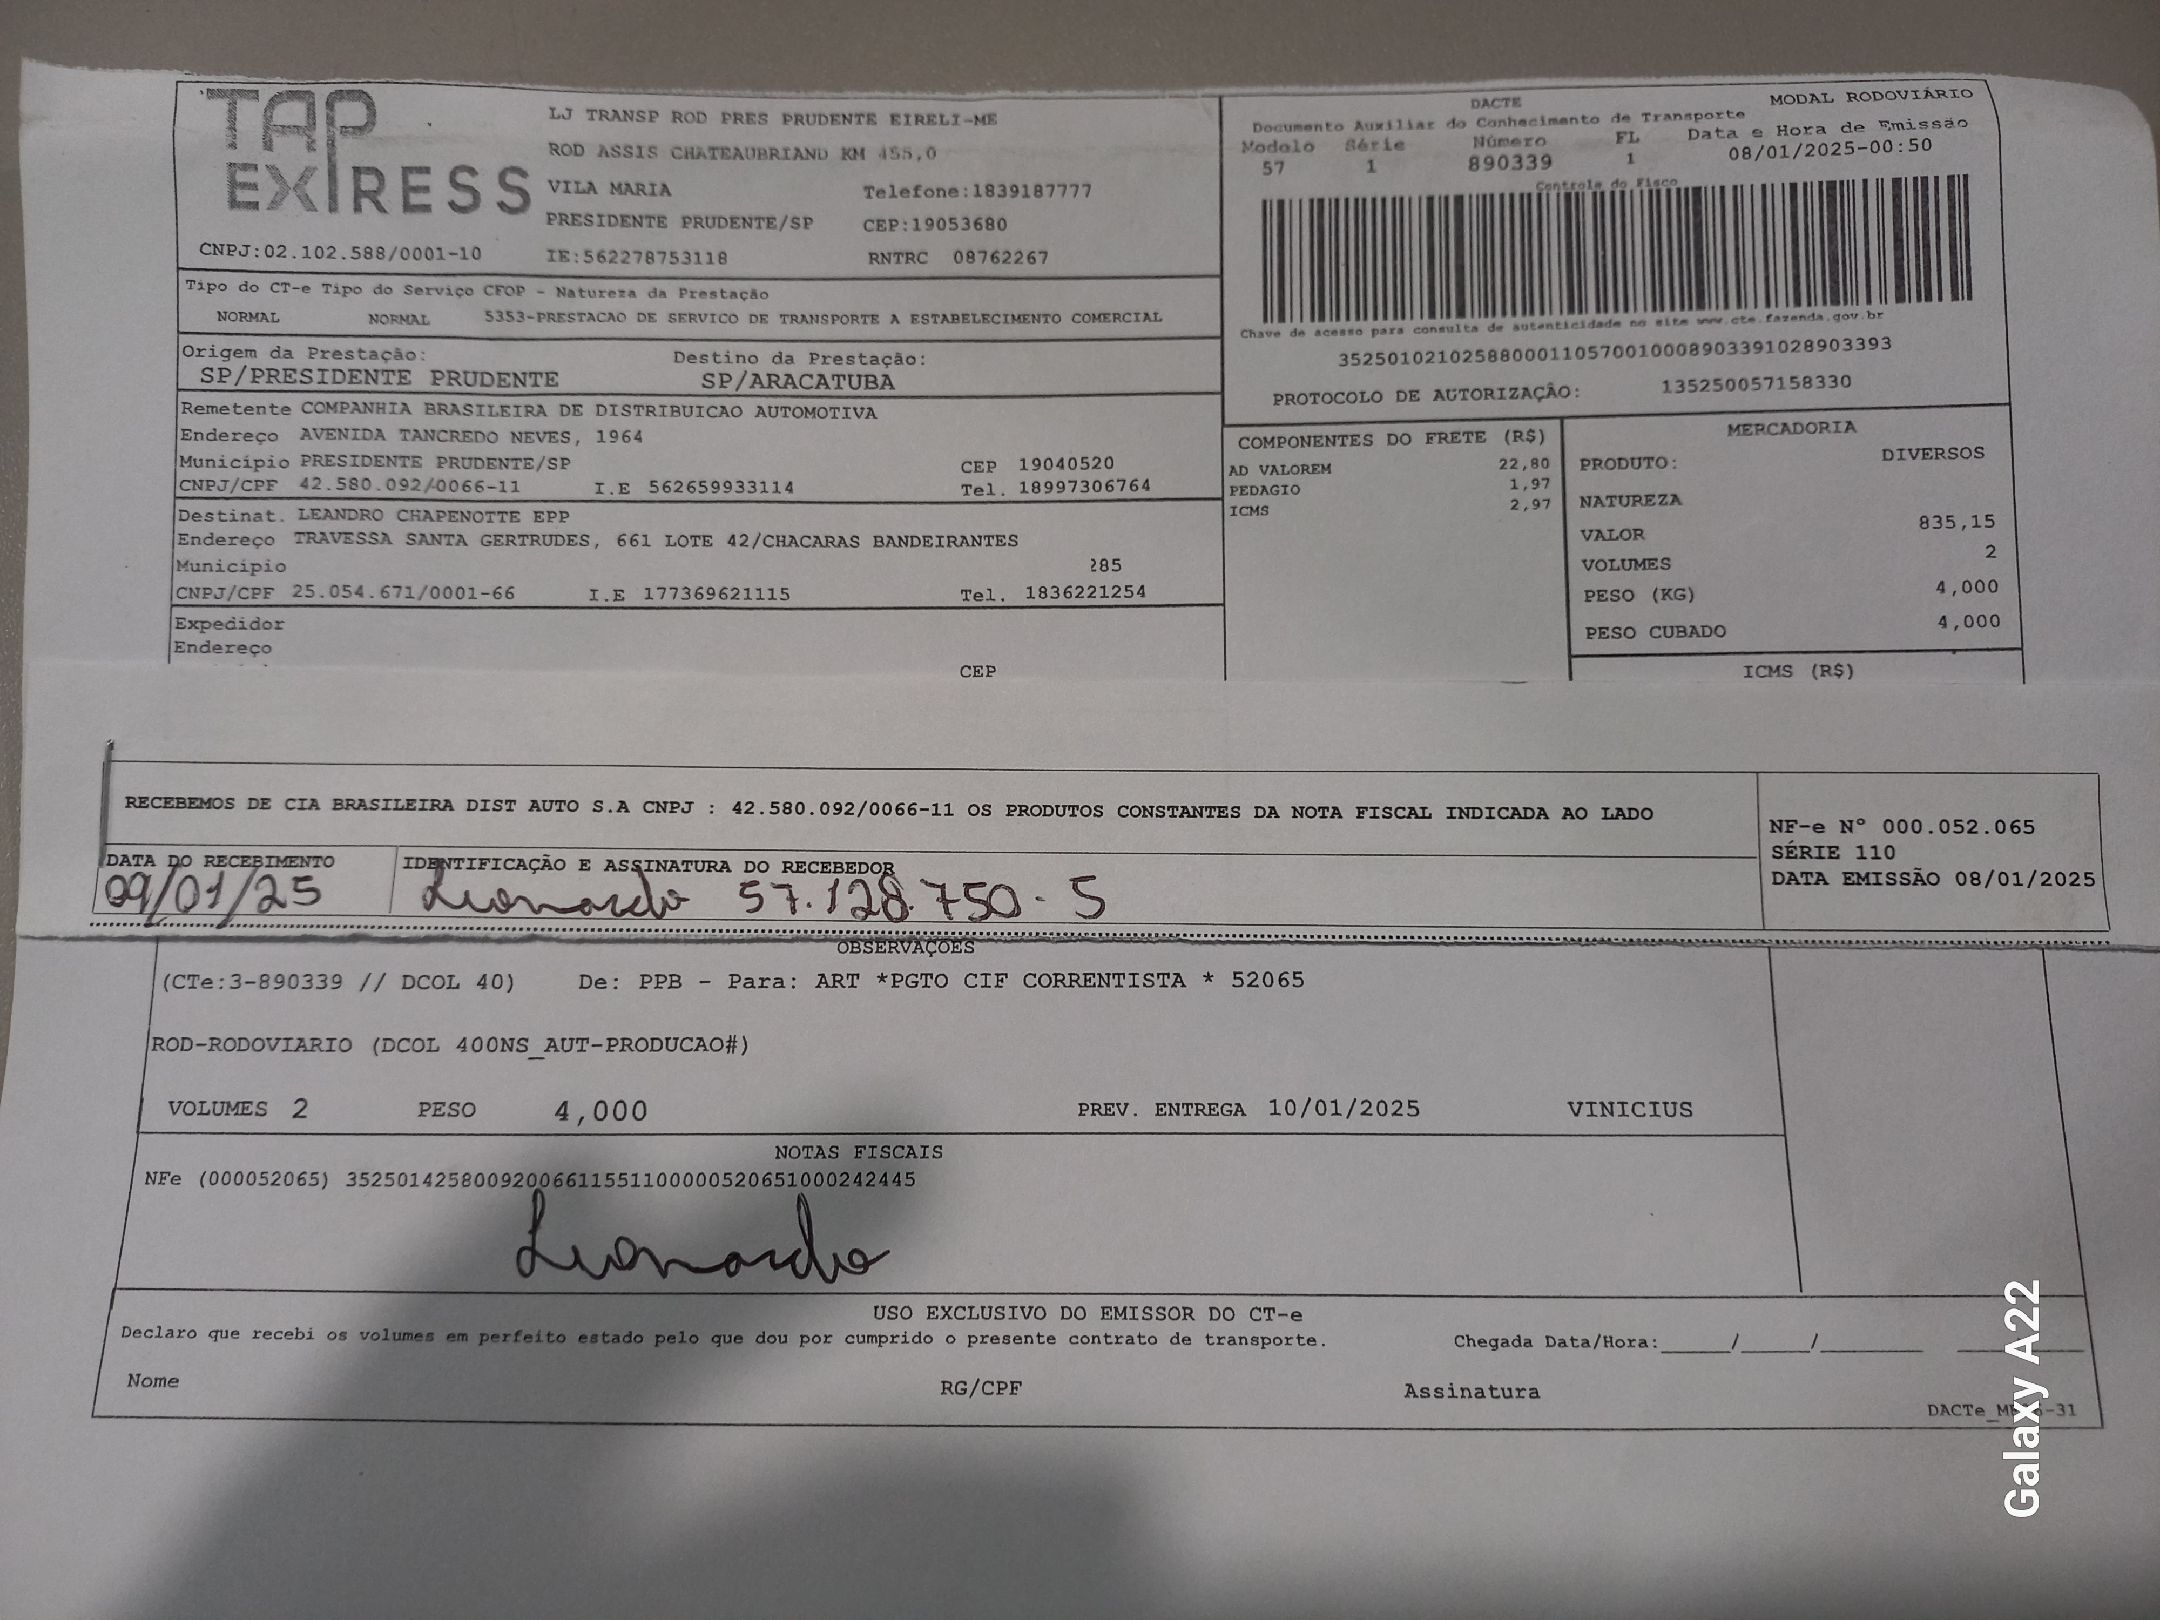 TAP
EXPRESS
CNPJ:02.102.588/0001-10
LJ TRANSP ROD PRES PRUDENTE EIRELI-ME
ROD ASSIS CHATEAUBRIAND KM 455,0
VILA MARIA Telefone:1839187777
PRESIDENTE PRUDENTE/SP CEP:19053680
IE:562278753118 RNTRC 08762267
DACTE MODAL RODOVIÁRIO
Documento Auxiliar do Conhecimento de Transporte
Modelo Série Número FL Data e Hora de Emissão
57 1 890339 1 08/01/2025-00:50
Controle do Fisco
Chave de acesso para consulta de autenticidade no site www.cte.fazenda.gov.br
35250102102588000110570010008903391028903393
PROTOCOLO DE AUTORIZAÇÃO: 135250057158330
Tipo do CT-e Tipo do Serviço CFOP - Natureza da Prestação
NORMAL NORMAL 5353-PRESTACAO DE SERVICO DE TRANSPORTE A ESTABELECIMENTO COMERCIAL
Origem da Prestação: Destino da Prestação:
SP/PRESIDENTE PRUDENTE SP/ARACATUBA
Remetente COMPANHIA BRASILEIRA DE DISTRIBUICAO AUTOMOTIVA
Endereço AVENIDA TANCREDO NEVES, 1964
Município PRESIDENTE PRUDENTE/SP CEP 19040520
CNPJ/CPF 42.580.092/0066-11 I.E 562659933114 Tel. 18997306764
Destinat. LEANDRO CHAPENOTTE EPP
Endereço TRAVESSA SANTA GERTRUDES, 661 LOTE 42/CHACARAS BANDEIRANTES
Município 285
CNPJ/CPF 25.054.671/0001-66 I.E 177369621115 Tel. 1836221254
Expedidor
Endereço
CEP
COMPONENTES DO FRETE (R$)
AD VALOREM 22,80
PEDAGIO 1,97
ICMS 2,97
MERCADORIA
PRODUTO: DIVERSOS
NATUREZA
VALOR 835,15
VOLUMES 2
PESO (KG) 4,000
PESO CUBADO 4,000
ICMS (R$)
RECEBEMOS DE CIA BRASILEIRA DIST AUTO S.A CNPJ : 42.580.092/0066-11 OS PRODUTOS CONSTANTES DA NOTA FISCAL INDICADA AO LADO
NF-e Nº 000.052.065
SÉRIE 110
DATA EMISSÃO 08/01/2025
DATA DO RECEBIMENTO IDENTIFICAÇÃO E ASSINATURA DO RECEBEDOR
09/01/25 Leonardo 57.128.750-5
OBSERVAÇOES
(CTe:3-890339 // DCOL 40) De: PPB - Para: ART *PGTO CIF CORRENTISTA * 52065
ROD-RODOVIARIO (DCOL 400NS_AUT-PRODUCAO#)
VOLUMES 2 PESO 4,000 PREV. ENTREGA 10/01/2025 VINICIUS
NOTAS FISCAIS
NFe (000052065) 35250142580092006611551100000520651000242445
Leonardo
USO EXCLUSIVO DO EMISSOR DO CT-e
Declaro que recebi os volumes em perfeito estado pelo que dou por cumprido o presente contrato de transporte. Chegada Data/Hora:_____/_____/_______ 
Nome RG/CPF Assinatura
Galaxy A22